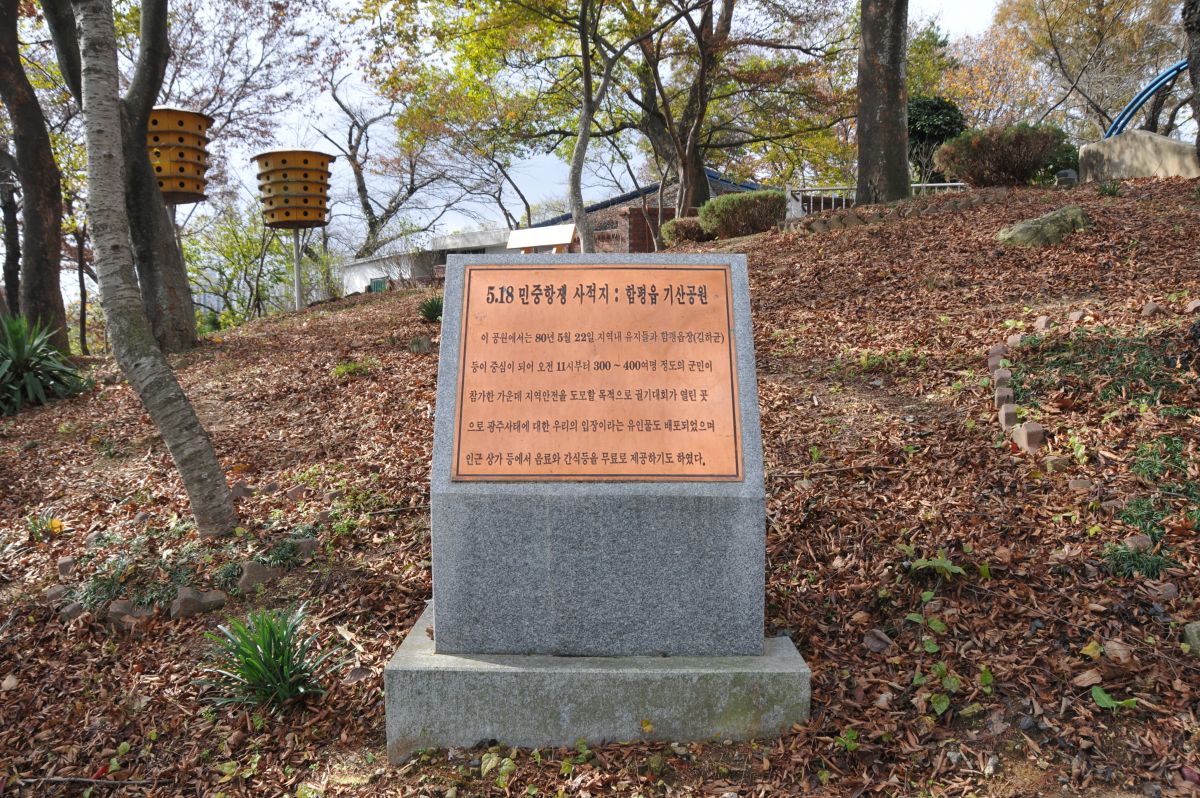 5.18 민중항쟁 사적지 : 함평읍 기산공원
이 공원에서는 80년 5월 22일 지역내 유지들과 함평읍장(김하균)
등이 중심이 되어 오전 11시부터 300 ~ 400여명 정도의 군민이
참가한 가운데 지역안전을 도모할 목적으로 궐기대회가 열린 곳
으로 광주사태에 대한 우리의 입장이라는 유인물도 배포되었으며
인근 상가 등에서 음료와 간식등을 무료로 제공하기도 하였다.